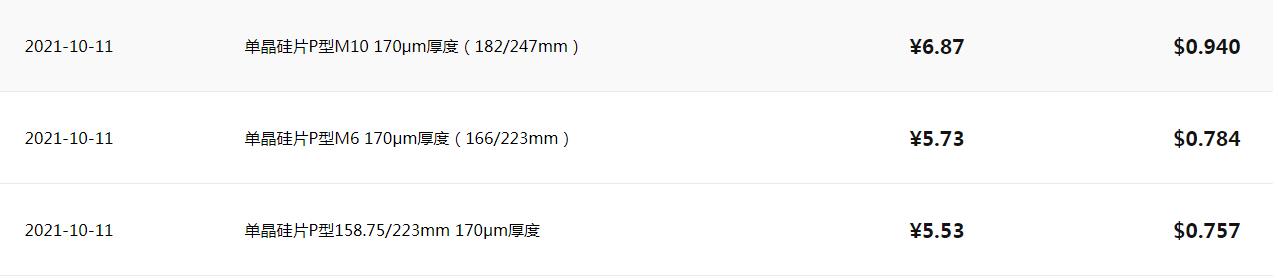 2021-10-11 单晶硅片P型M10 170μm厚度（182/247mm） ¥6.87 $0.940
2021-10-11 单晶硅片P型M6 170μm厚度（166/223mm） ¥5.73 $0.784
2021-10-11 单晶硅片P型158.75/223mm 170μm厚度 ¥5.53 $0.757